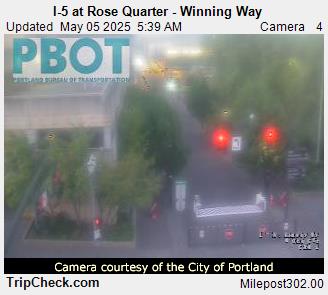 I-5 at Rose Quarter - Winning Way
Updated May 05 2025 5:39 AM Camera 4
PBOT
PORTLAND BUREAU OF TRANSPORTATION
Camera courtesy of the City of Portland
TripCheck.com Milepost302.00